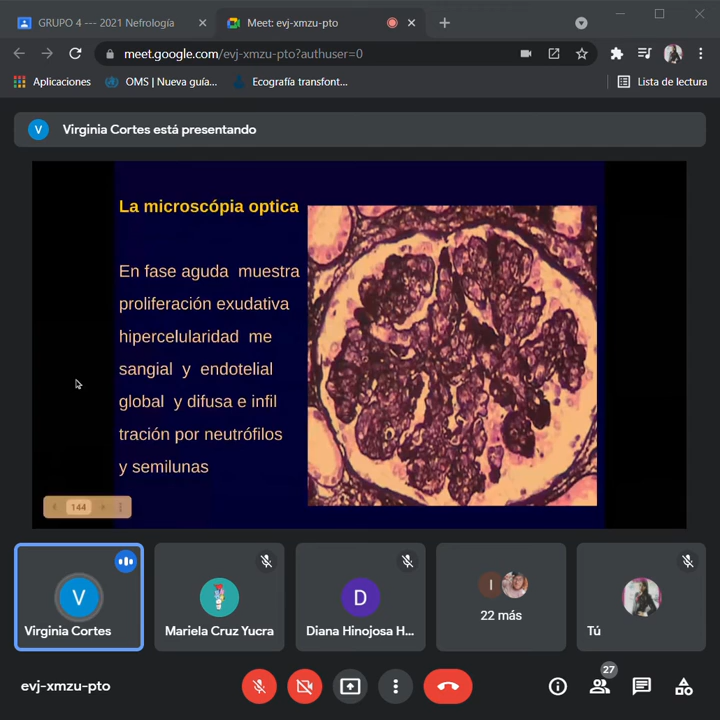 GRUPO 4 --- 2021 Nefrología
Meet: evj-xmzu-pto
meet.google.com/evj-xmzu-pto?authuser=0
Aplicaciones
OMS | Nueva guía...
Ecografía transfont...
Lista de lectura
V
Virginia Cortes está presentando
La microscópia optica
En fase aguda muestra
proliferación exudativa
hipercelularidad me
sangial y endotelial
global y difusa e infil
tración por neutrófilos
y semilunas
144
V
Virginia Cortes
Mariela Cruz Yucra
D
Diana Hinojosa H...
I
22 más
Tú
evj-xmzu-pto
27